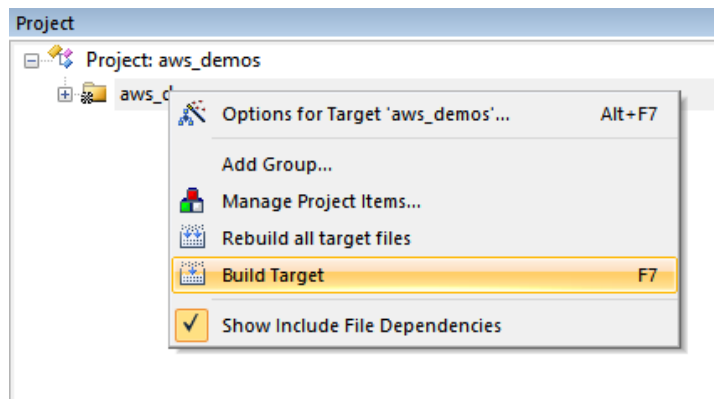 Project
Project: aws_demos
aws_d
Options for Target 'aws_demos'... Alt+F7
Add Group...
Manage Project Items...
Rebuild all target files
Build Target F7
Show Include File Dependencies